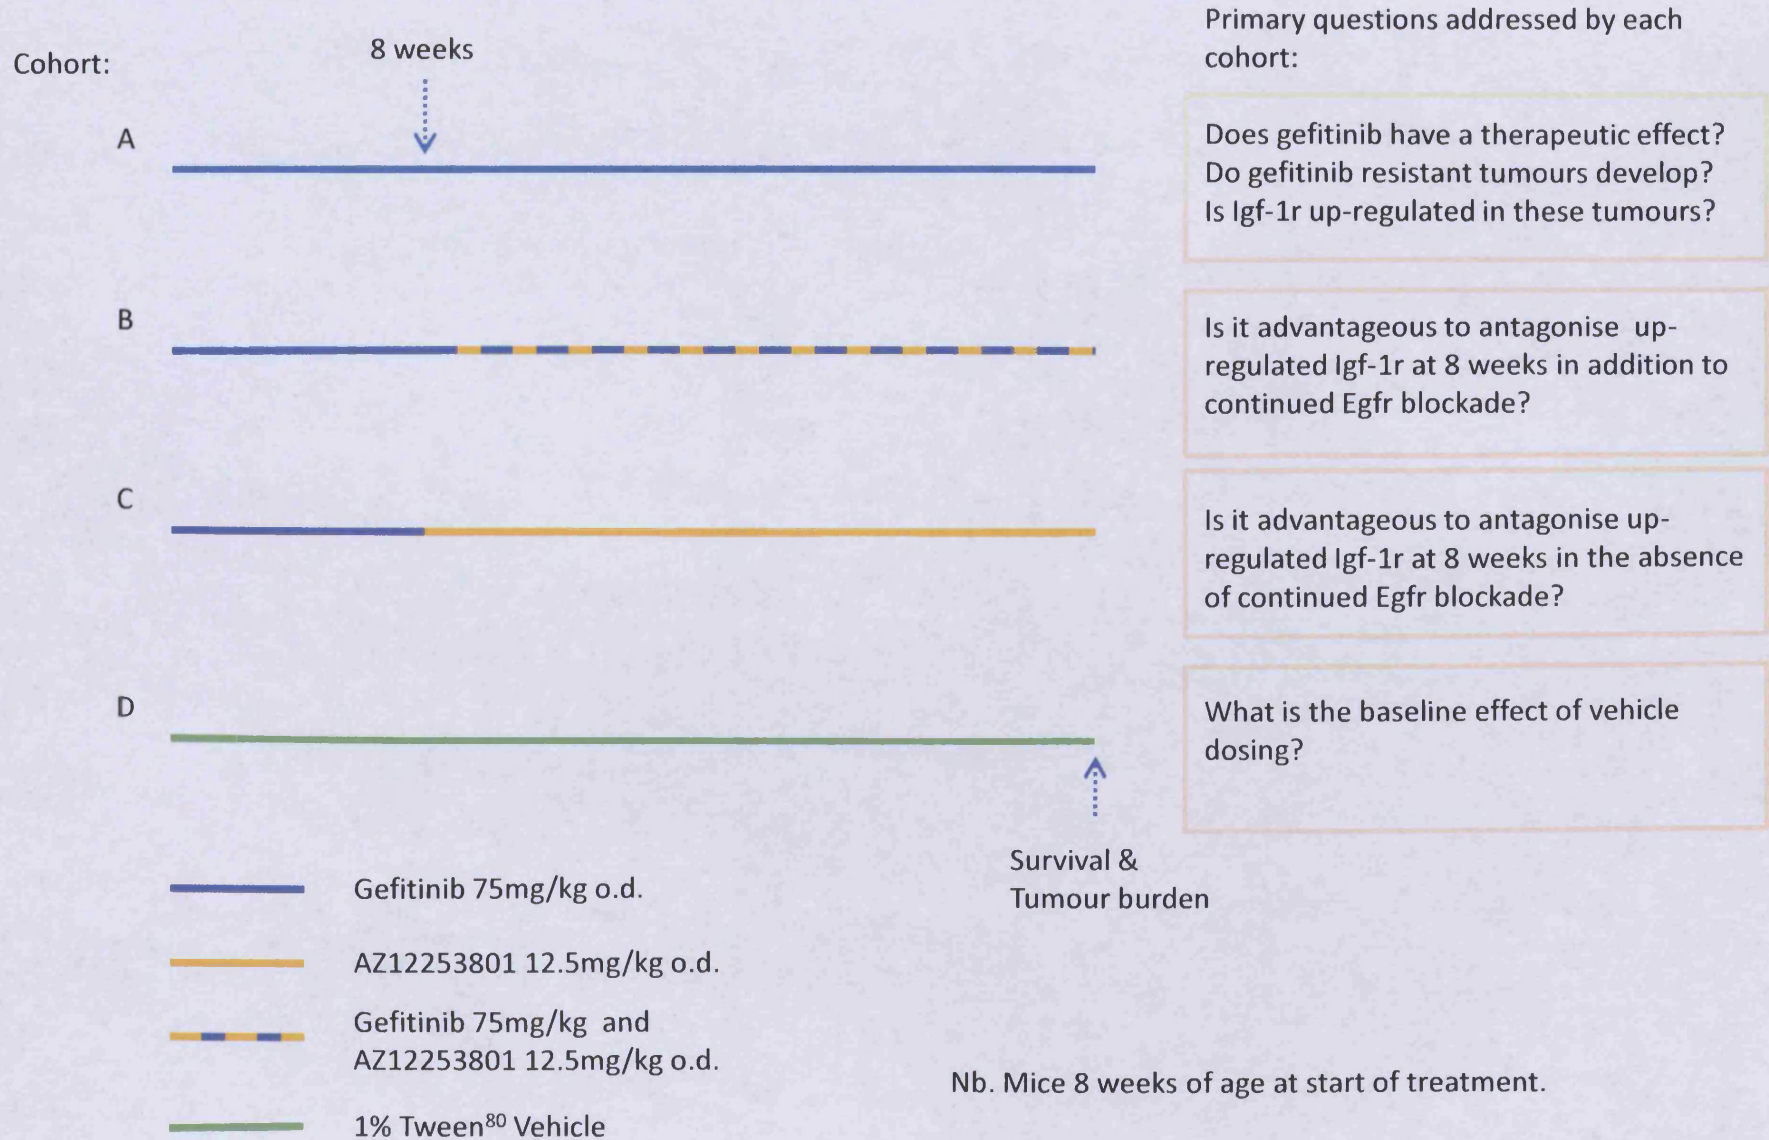 Primary questions addressed by each
cohort:
Cohort:
8 weeks
A
Does gefitinib have a therapeutic effect?
Do gefitinib resistant tumours develop?
Is Igf-1r up-regulated in these tumours?
B
Is it advantageous to antagonise up-
regulated Igf-1r at 8 weeks in addition to
continued Egfr blockade?
C
Is it advantageous to antagonise up-
regulated Igf-1r at 8 weeks in the absence
of continued Egfr blockade?
D
What is the baseline effect of vehicle
dosing?
Survival &
Tumour burden
Gefitinib 75mg/kg o.d.
AZ12253801 12.5mg/kg o.d.
Gefitinib 75mg/kg and
AZ12253801 12.5mg/kg o.d.
1% Tween⁸⁰ Vehicle
Nb. Mice 8 weeks of age at start of treatment.